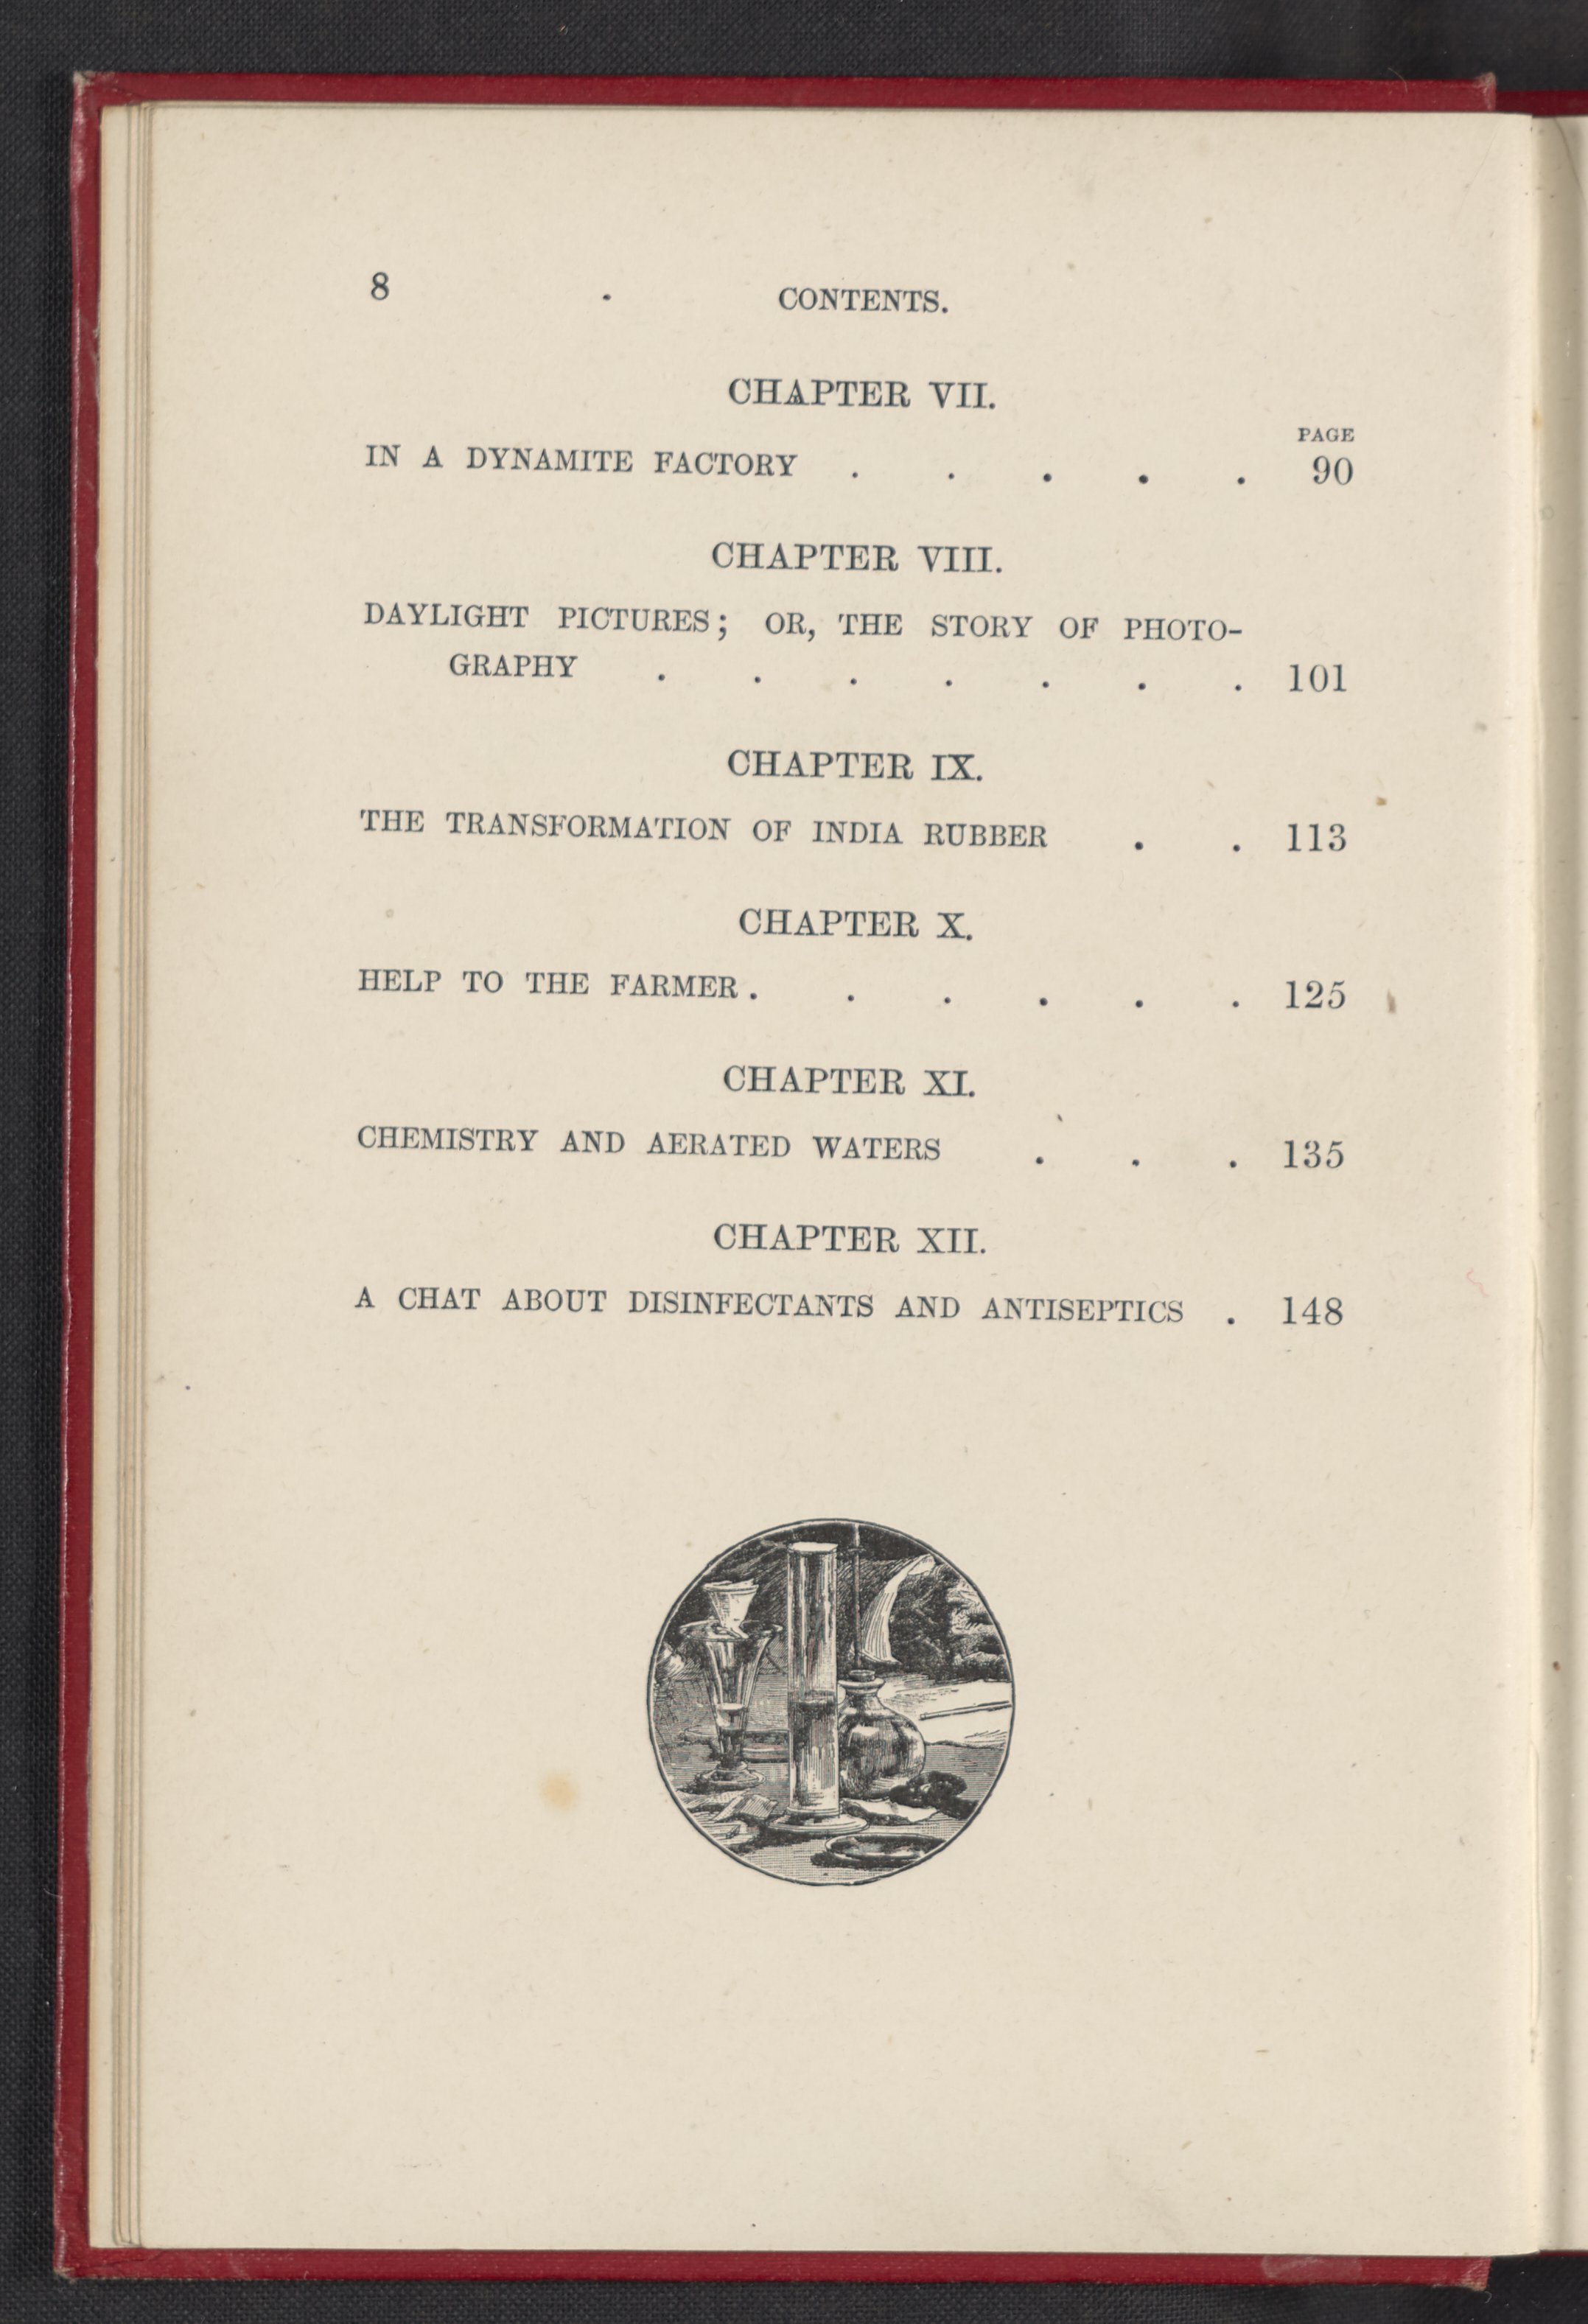 8 CONTENTS.
CHAPTER VII.
PAGE
IN A DYNAMITE FACTORY . . . . . 90
CHAPTER VIII.
DAYLIGHT PICTURES; OR, THE STORY OF PHOTO-
GRAPHY . . . . . . . 101
CHAPTER IX.
THE TRANSFORMATION OF INDIA RUBBER . . 113
CHAPTER X.
HELP TO THE FARMER . . . . . . 125
CHAPTER XI.
CHEMISTRY AND AERATED WATERS . . . 135
CHAPTER XII.
A CHAT ABOUT DISINFECTANTS AND ANTISEPTICS . 148